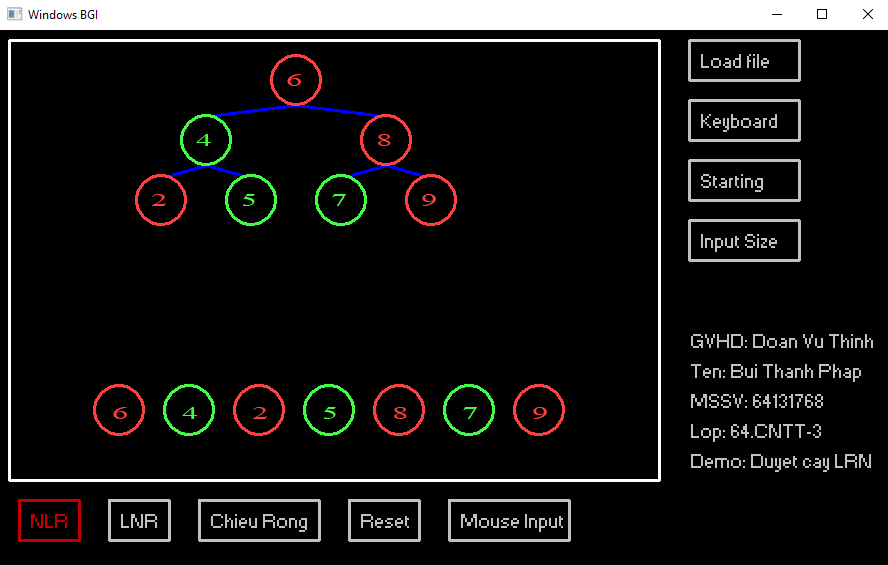 Windows BGI
6
4 8
2 5 7 9
6 4 2 5 8 7 9
Load file
Keyboard
Starting
Input Size
GVHD: Doan Vu Thinh
Ten: Bui Thanh Phap
MSSV: 64131768
Lop: 64.CNTT-3
Demo: Duyet cay LRN
NLR LNR Chieu Rong Reset Mouse Input